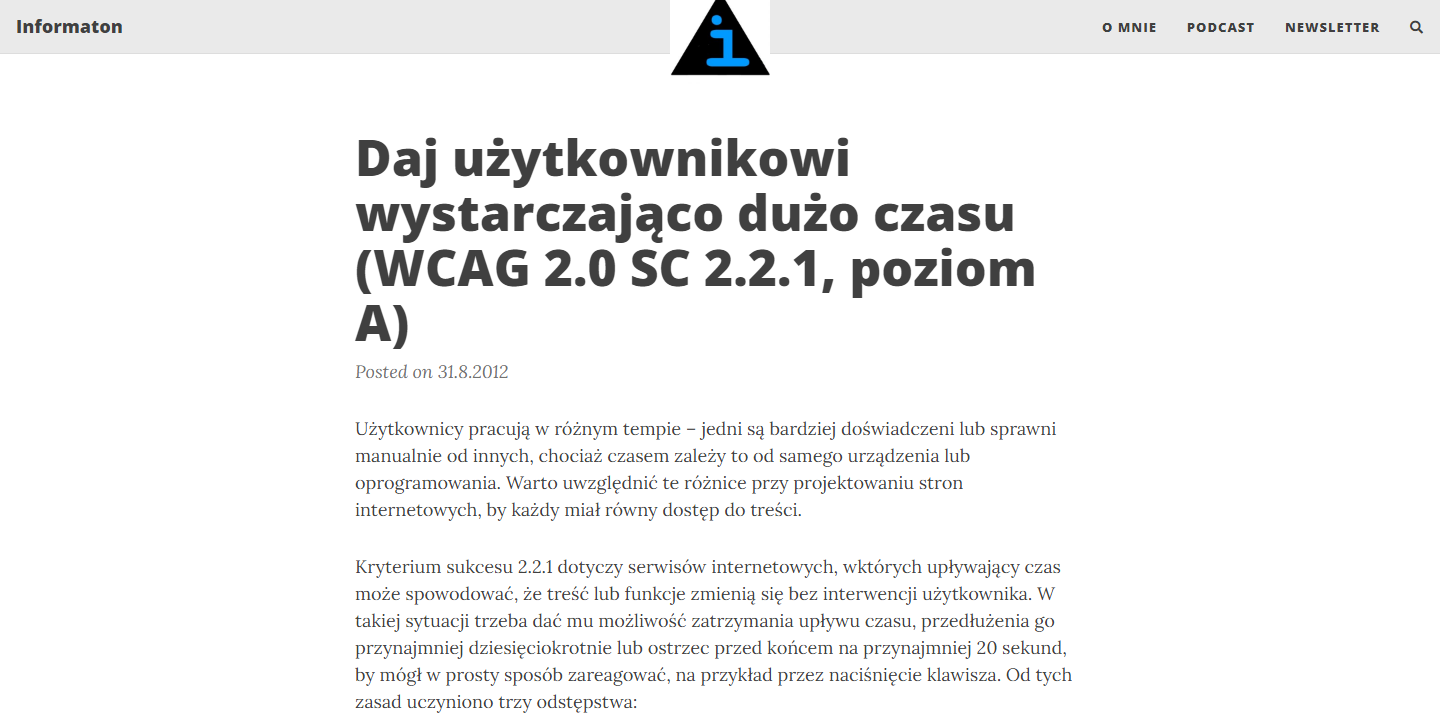 Informaton
i
O MNIE
PODCAST
NEWSLETTER
Daj użytkownikowi
wystarczająco dużo czasu
(WCAG 2.0 SC 2.2.1, poziom
A)
Posted on 31.8.2012
Użytkownicy pracują w różnym tempie – jedni są bardziej doświadczeni lub sprawni
manualnie od innych, chociaż czasem zależy to od samego urządzenia lub
oprogramowania. Warto uwzględnić te różnice przy projektowaniu stron
internetowych, by każdy miał równy dostęp do treści.
Kryterium sukcesu 2.2.1 dotyczy serwisów internetowych, wktórych upływający czas
może spowodować, że treść lub funkcje zmienią się bez interwencji użytkownika. W
takiej sytuacji trzeba dać mu możliwość zatrzymania upływu czasu, przedłużenia go
przynajmniej dziesięciokrotnie lub ostrzec przed końcem na przynajmniej 20 sekund,
by mógł w prosty sposób zareagować, na przykład przez naciśnięcie klawisza. Od tych
zasad uczyniono trzy odstępstwa: